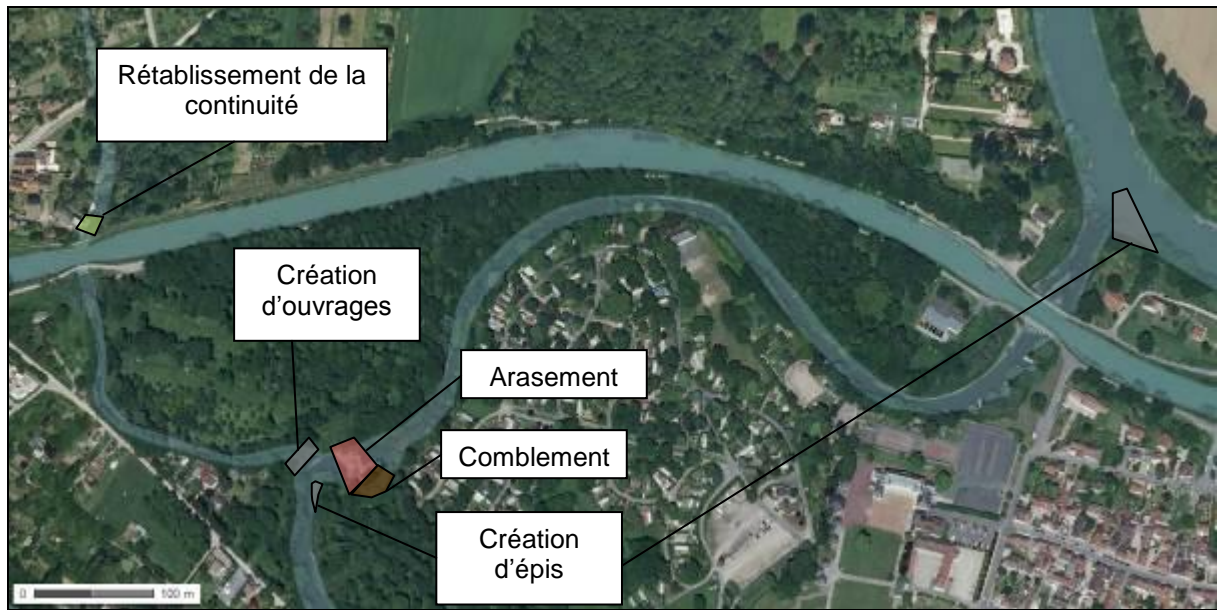 Rétablissement de la
continuité
Création
d'ouvrages
Arasement
Comblement
Création
d'épis
0 100 m